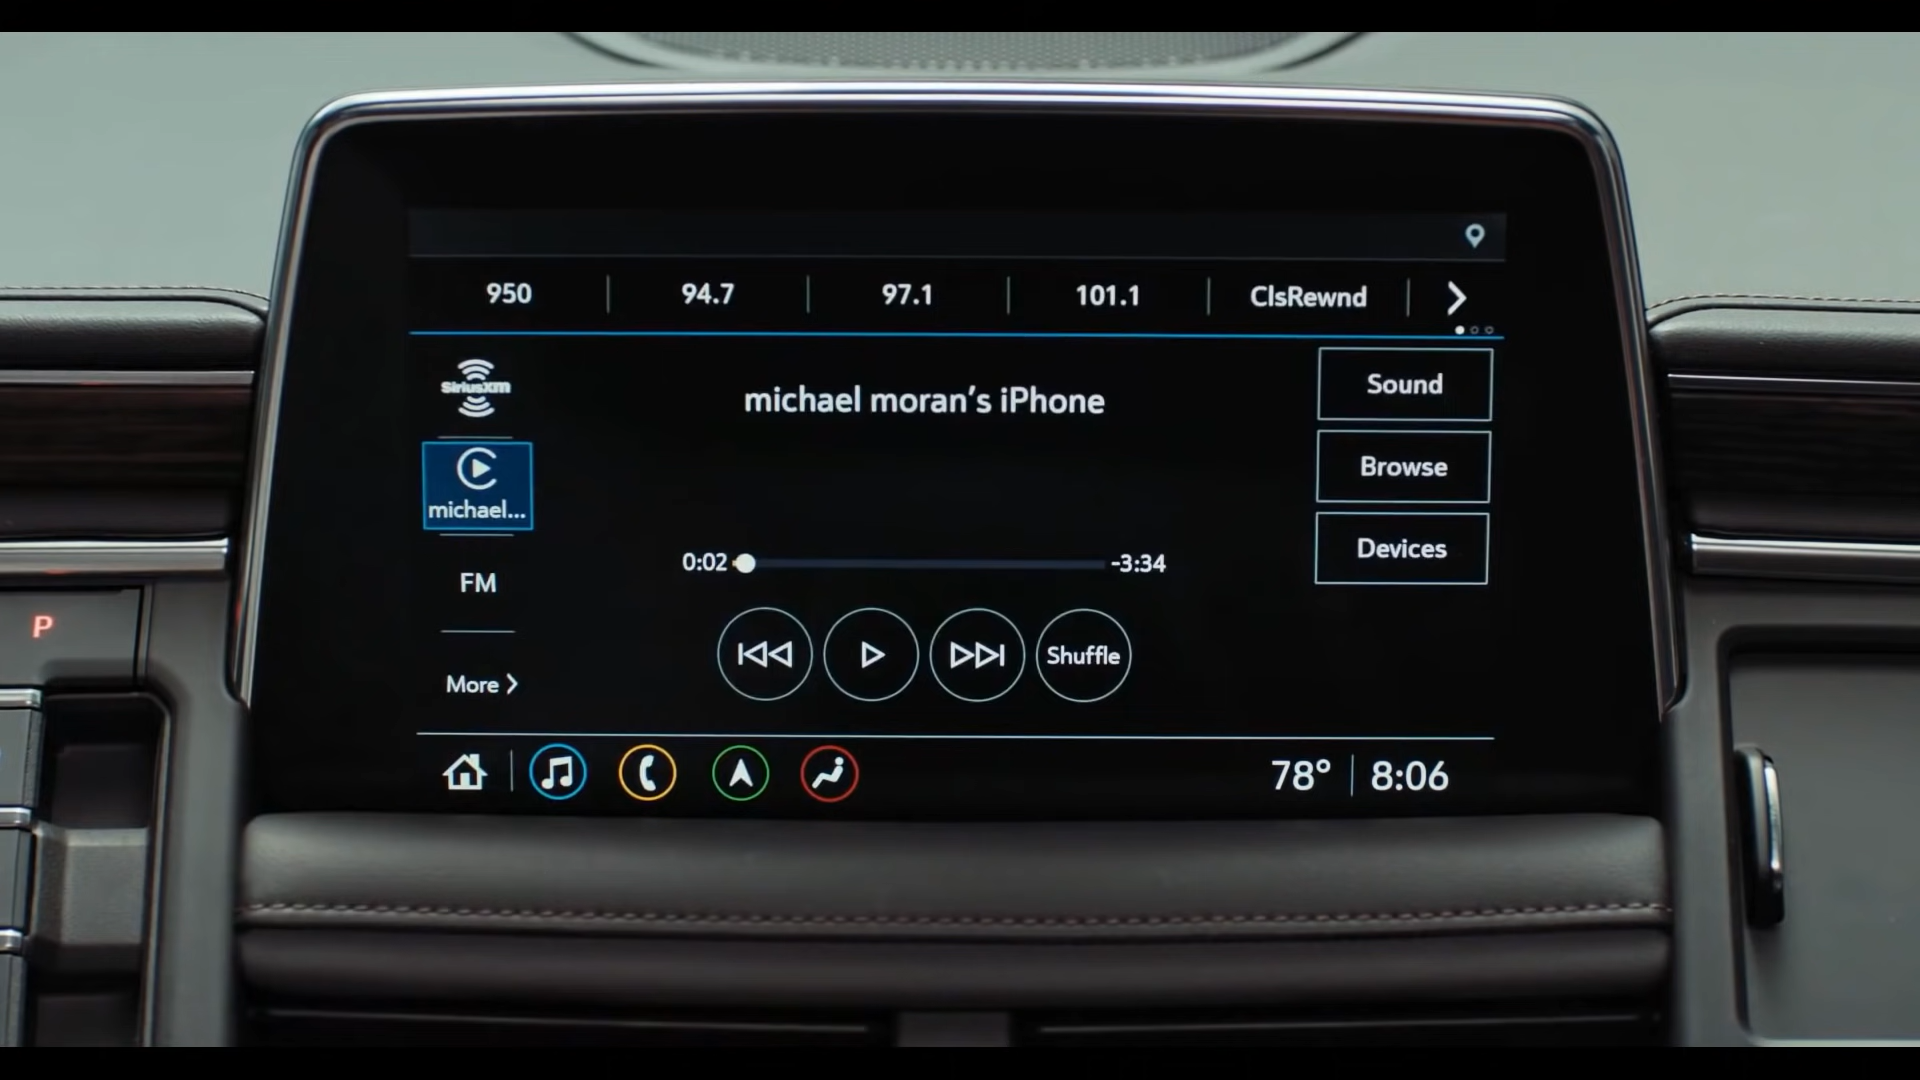 950
94.7
97.1
101.1
ClsRewnd
SiriusXM
michael moran's iPhone
Sound
michael...
Browse
0:02
-3:34
Devices
FM
P
Shuffle
More
78°
8:06